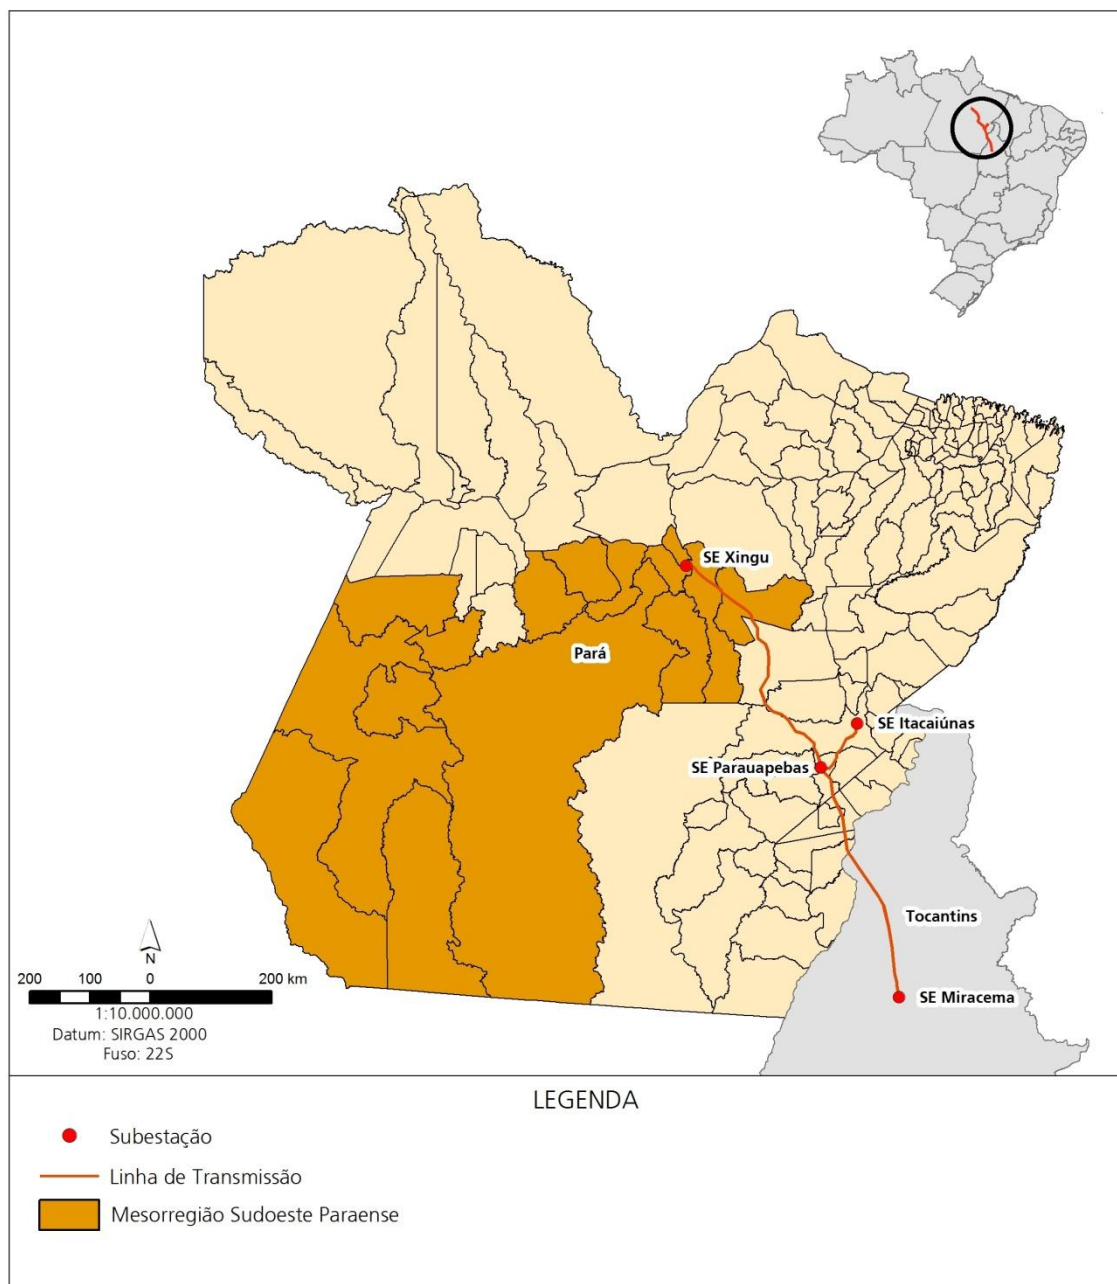 SE Xingu
Pará
SE Itacaiúnas
SE Parauapebas
Tocantins
SE Miracema
N
200 100 0 200 km
1:10.000.000
Datum: SIRGAS 2000
Fuso: 22S
LEGENDA
Subestação
Linha de Transmissão
Mesorregião Sudoeste Paraense